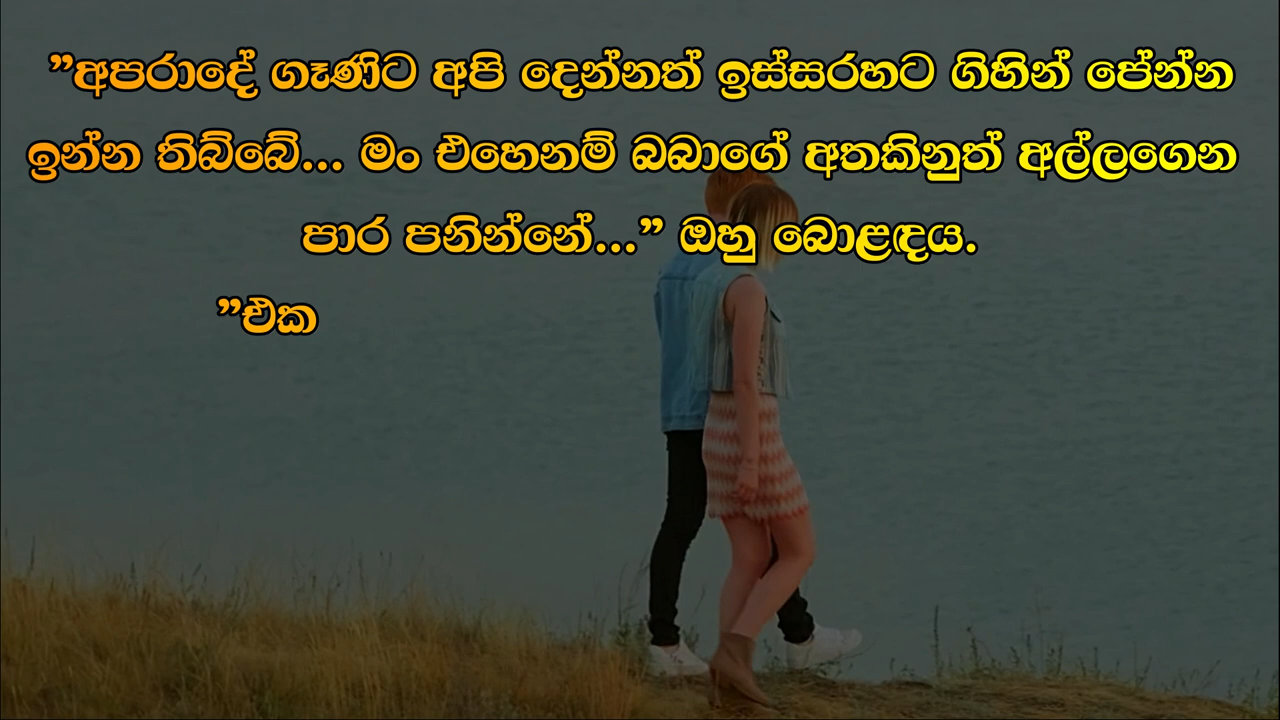 ”අපරාදේ ගෑණිට අපි දෙන්නත් ඉස්සරහට ගිහින් පේන්න
ඉන්න තිබ්බේ... මං එහෙනම් බබාගේ අතකිනුත් අල්ලගෙන
පාර පනින්නේ...” ඔහු බොළඳය.
”එක